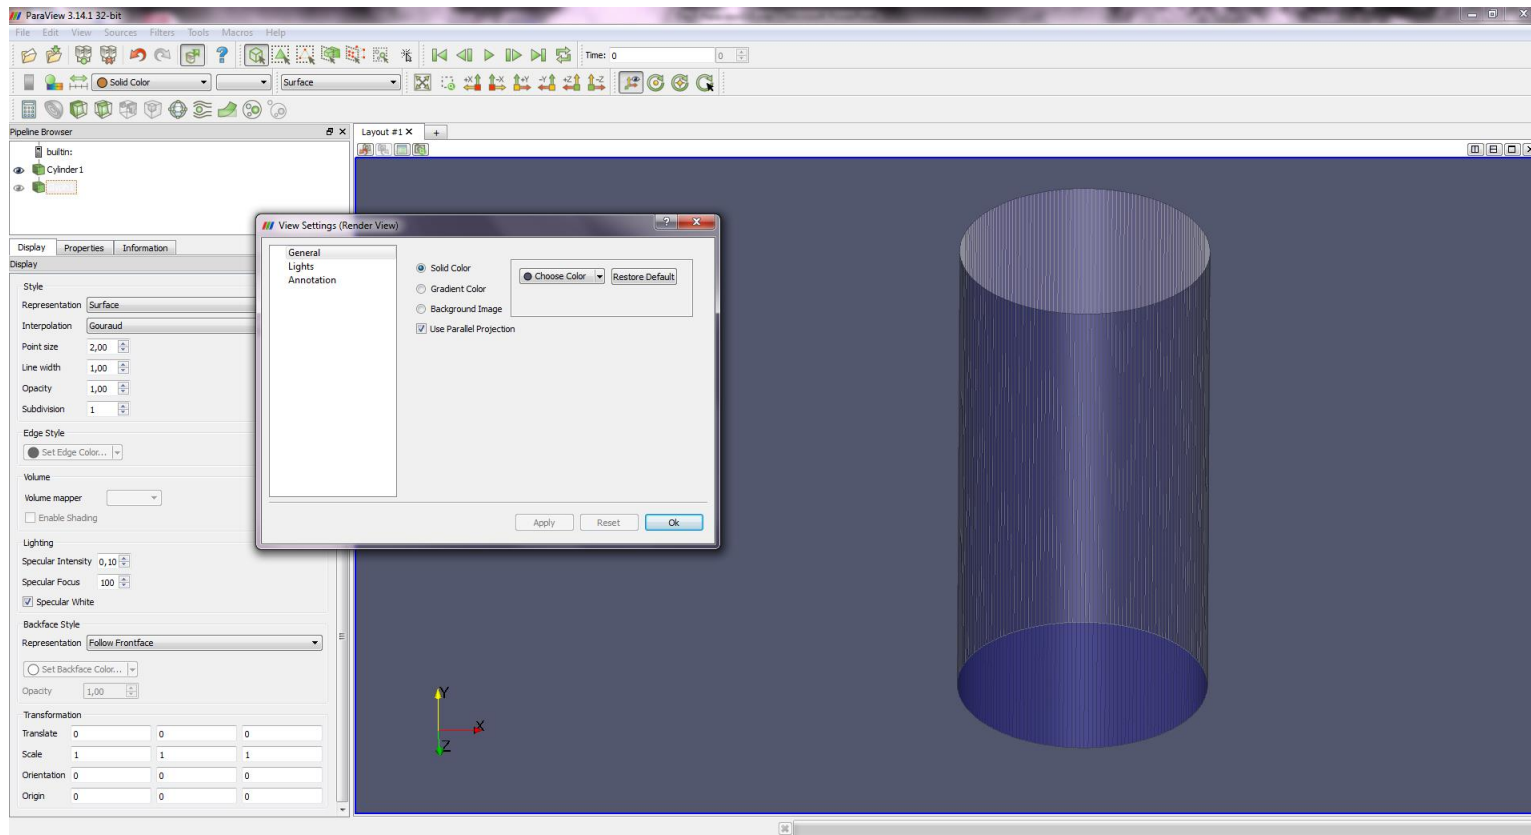 ParaView 3.14.1 32-bit
File Edit View Sources Filters Tools Macros Help
Time: 0 0
Solid Color Surface +X -X +Y -Y +Z -Z
Pipeline Browser
Layout #1 X +
builtin:
Cylinder1
Display Properties Information
Display
Style
Representation Surface
Interpolation Gouraud
Point size 2,00
Line width 1,00
Opacity 1,00
Subdivision 1
Edge Style
Set Edge Color...
Volume
Volume mapper
Enable Shading
Lighting
Specular Intensity 0,10
Specular Focus 100
Specular White
Backface Style
Representation Follow Frontface
Set Backface Color...
Opacity 1,00
Transformation
Translate 0 0 0
Scale 1 1 1
Orientation 0 0 0
Origin 0 0 0
View Settings (Render View)
General
Lights
Annotation
Solid Color
Gradient Color
Background Image
Use Parallel Projection
Choose Color Restore Default
Apply Reset Ok
Y
X
Z